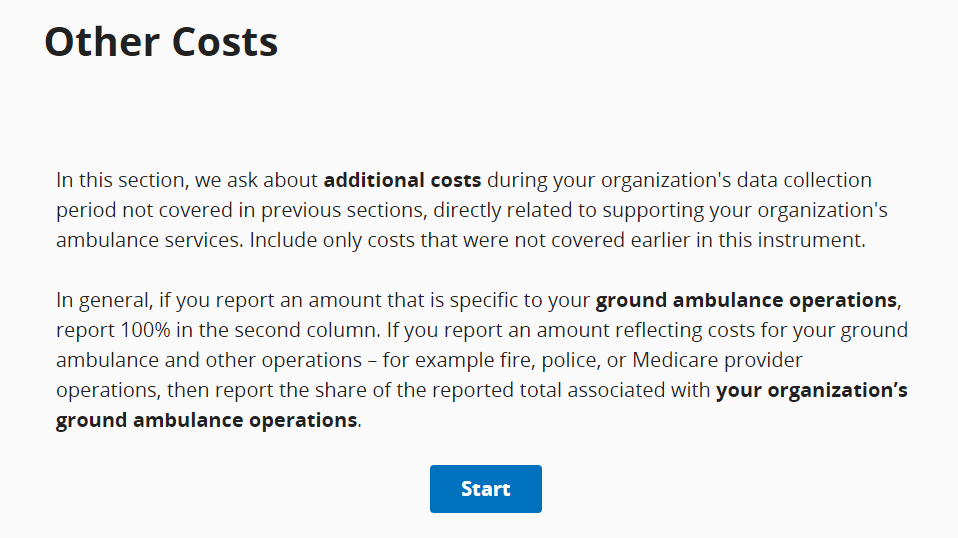 Other Costs
In this section, we ask about additional costs during your organization's data collection
period not covered in previous sections, directly related to supporting your organization's
ambulance services. Include only costs that were not covered earlier in this instrument.
In general, if you report an amount that is specific to your ground ambulance operations,
report 100% in the second column. If you report an amount reflecting costs for your ground
ambulance and other operations – for example fire, police, or Medicare provider
operations, then report the share of the reported total associated with your organization’s
ground ambulance operations.
Start